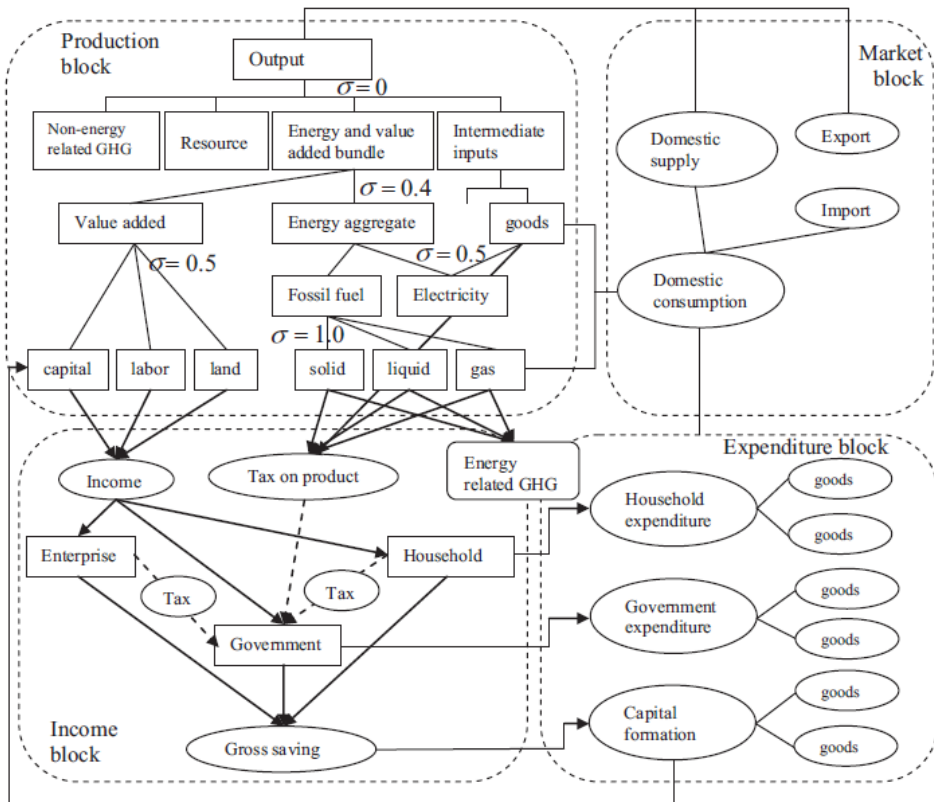 Production
block
Output
σ=0
Market
block
Non-energy
related GHG
Resource
Energy and value
added bundle
Intermediate
inputs
Domestic
supply
Export
σ=0.4
Value added
Energy aggregate
goods
Import
σ=0.5
σ=0.5
Fossil fuel
Electricity
Domestic
consumption
σ=1.0
capital
labor
land
solid
liquid
gas
Income
Tax on product
Energy
related GHG
Expenditure block
Household
expenditure
goods
goods
Enterprise
Household
Tax
Tax
Government
Government
expenditure
goods
goods
Income
block
Gross saving
Capital
formation
goods
goods